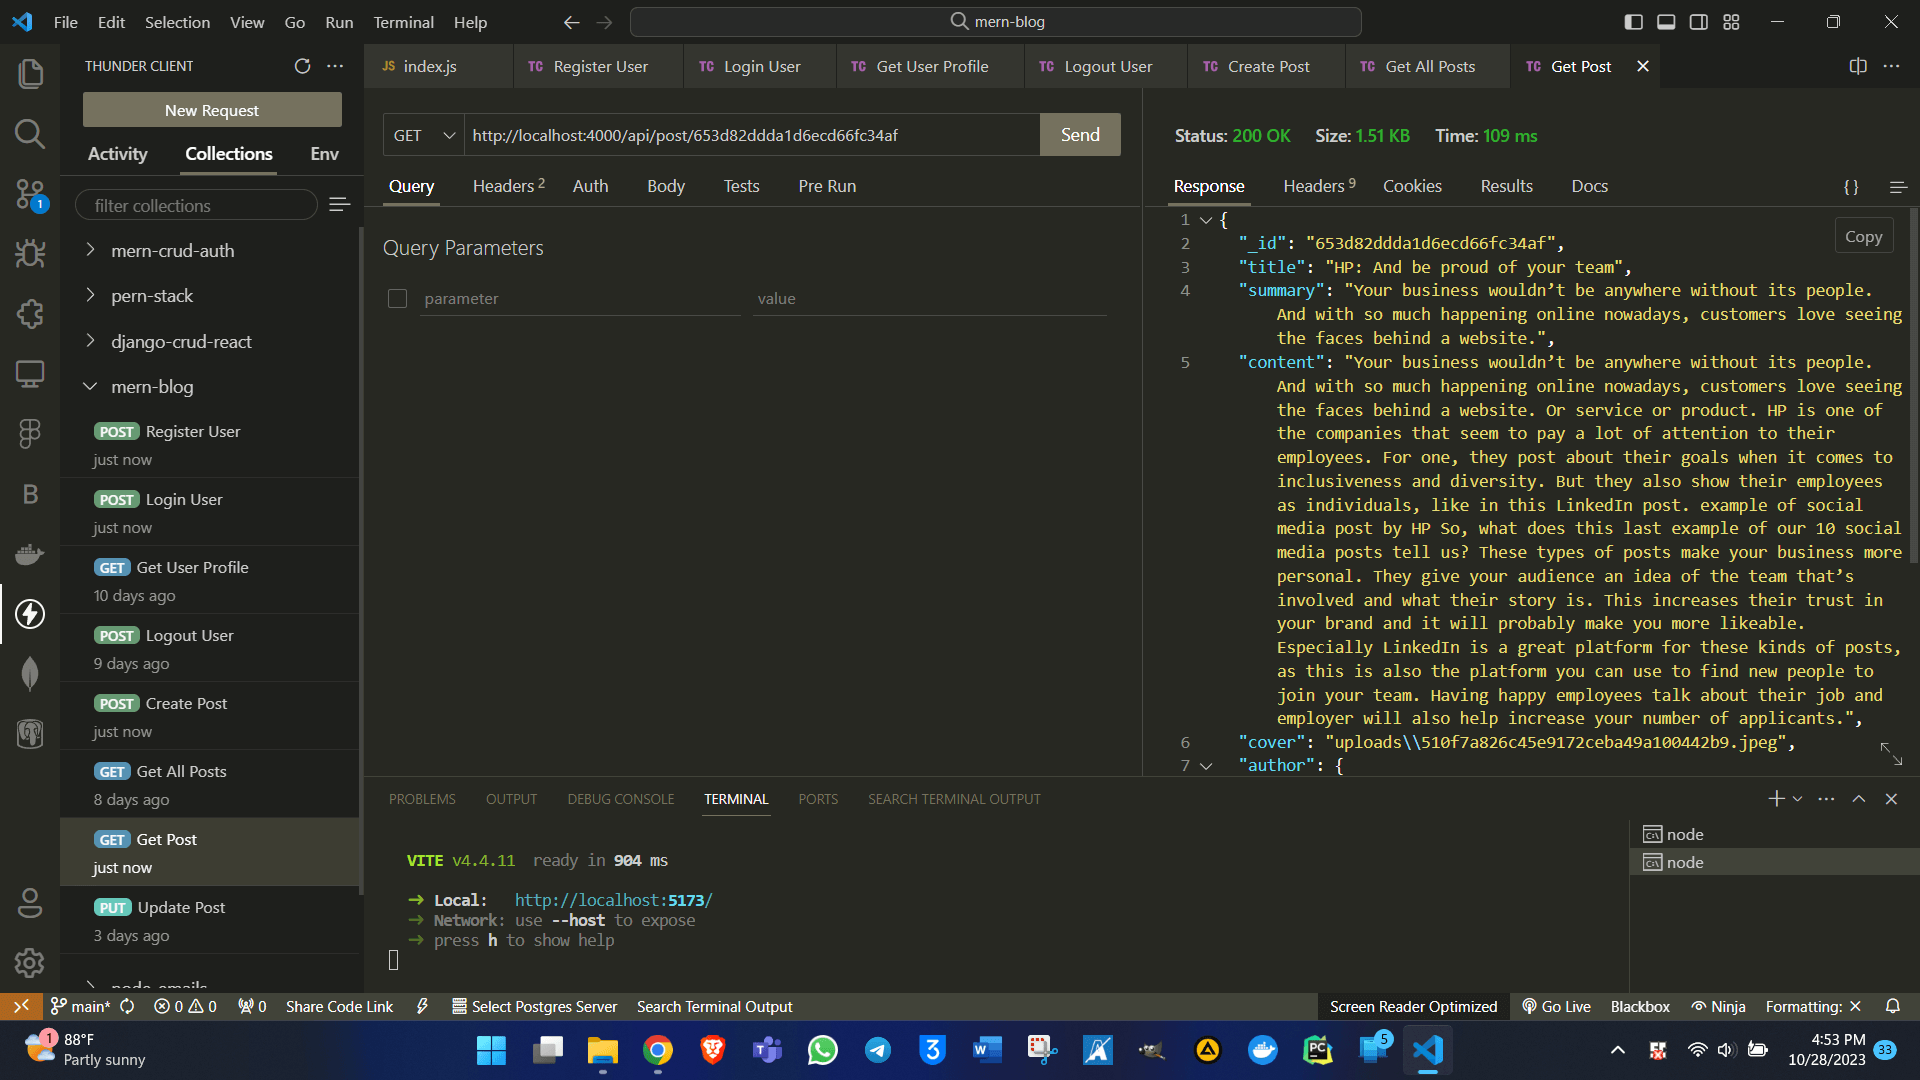 File Edit Selection View Go Run Terminal Help
mern-blog
THUNDER CLIENT
JS index.js
TC Register User
TC Login User
TC Get User Profile
TC Logout User
TC Create Post
TC Get All Posts
TC Get Post
New Request
Activity Collections Env
filter collections
mern-crud-auth
pern-stack
django-crud-react
mern-blog
POST Register User
just now
POST Login User
just now
GET Get User Profile
10 days ago
POST Logout User
9 days ago
POST Create Post
just now
GET Get All Posts
8 days ago
GET Get Post
just now
PUT Update Post
3 days ago
node-emails
1
B
GET http://localhost:4000/api/post/653d82ddda1d6ecd66fc34af Send
Query Headers 2 Auth Body Tests Pre Run
Query Parameters
parameter value
Status: 200 OK Size: 1.51 KB Time: 109 ms
Response Headers 9 Cookies Results Docs {}
Copy
1 {
2 "_id": "653d82ddda1d6ecd66fc34af",
3 "title": "HP: And be proud of your team",
4 "summary": "Your business wouldn’t be anywhere without its people.
And with so much happening online nowadays, customers love seeing
the faces behind a website.",
5 "content": "Your business wouldn’t be anywhere without its people.
And with so much happening online nowadays, customers love seeing
the faces behind a website. Or service or product. HP is one of
the companies that seem to pay a lot of attention to their
employees. For one, they post about their goals when it comes to
inclusiveness and diversity. But they also show their employees
as individuals, like in this LinkedIn post. example of social
media post by HP So, what does this last example of our 10 social
media posts tell us? These types of posts make your business more
personal. They give your audience an idea of the team that’s
involved and what their story is. This increases their trust in
your brand and it will probably make you more likeable.
Especially LinkedIn is a great platform for these kinds of posts,
as this is also the platform you can use to find new people to
join your team. Having happy employees talk about their job and
employer will also help increase your number of applicants.",
6 "cover": "uploads\\510f7a826c45e9172ceba49a100442b9.jpeg",
7 "author": {
PROBLEMS OUTPUT DEBUG CONSOLE TERMINAL PORTS SEARCH TERMINAL OUTPUT
VITE v4.4.11 ready in 904 ms
➜ Local: http://localhost:5173/
➜ Network: use --host to expose
➜ press h to show help
node
node
main* 0 0 0 Share Code Link Select Postgres Server Search Terminal Output
Screen Reader Optimized Go Live Blackbox Ninja Formatting: ✕
1 88°F
Partly sunny
3
W
PC
5
4:53 PM
10/28/2023
33